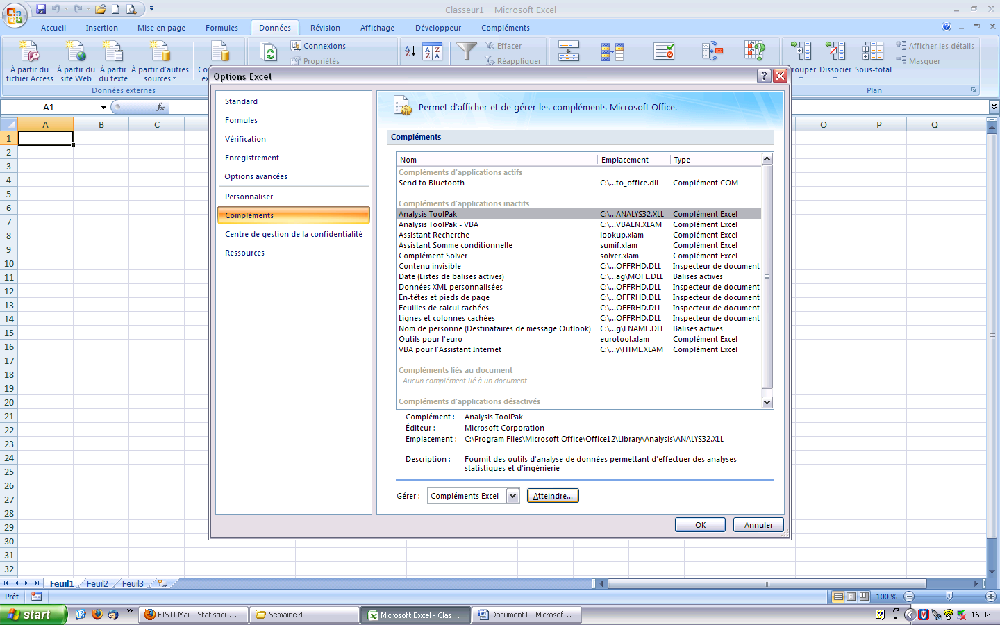 Classeur1 - Microsoft Excel
Accueil Insertion Mise en page Formules Données Révision Affichage Développeur Compléments
À partir du fichier Access
À partir du site Web
À partir du texte
À partir d'autres sources
Données externes
Connexions
Propriétés
Effacer
Réappliquer
Dissocier
Sous-total
Afficher les détails
Masquer
Plan
A1
fx
A B C O P Q
1
2
3
4
5
6
7
8
9
10
11
12
13
14
15
16
17
18
19
20
21
22
23
24
25
26
27
28
29
30
31
32
Options Excel
Standard
Formules
Vérification
Enregistrement
Options avancées
Personnaliser
Compléments
Centre de gestion de la confidentialité
Ressources
Permet d'afficher et de gérer les compléments Microsoft Office.
Compléments
Nom Emplacement Type
Compléments d'applications actifs
Send to Bluetooth C:\...to_office.dll Complément COM
Compléments d'applications inactifs
Analysis ToolPak C:\...ANALYS32.XLL Complément Excel
Analysis ToolPak - VBA C:\...VBAEN.XLAM Complément Excel
Assistant Recherche lookup.xlam Complément Excel
Assistant Somme conditionnelle sumif.xlam Complément Excel
Complément Solver solver.xlam Complément Excel
Contenu invisible C:\...OFFRHD.DLL Inspecteur de document
Date (Listes de balises actives) C:\...ag\MOFL.DLL Balises actives
Données XML personnalisées C:\...OFFRHD.DLL Inspecteur de document
En-têtes et pieds de page C:\...OFFRHD.DLL Inspecteur de document
Feuilles de calcul cachées C:\...OFFRHD.DLL Inspecteur de document
Lignes et colonnes cachées C:\...OFFRHD.DLL Inspecteur de document
Nom de personne (Destinataires de message Outlook) C:\...g\FNAME.DLL Balises actives
Outils pour l'euro eurotool.xlam Complément Excel
VBA pour l'Assistant Internet C:\...y\HTML.XLAM Complément Excel
Compléments liés au document
Aucun complément lié à un document
Compléments d'applications désactivés
Complément : Analysis ToolPak
Éditeur : Microsoft Corporation
Emplacement : C:\Program Files\Microsoft Office\Office12\Library\Analysis\ANALYS32.XLL
Description : Fournit des outils d'analyse de données permettant d'effectuer des analyses
statistiques et d'ingénierie
Gérer : Compléments Excel Atteindre...
OK Annuler
Feuil1 Feuil2 Feuil3
Prêt
100 %
start
EISTI Mail - Statistiqu...
Semaine 4
Microsoft Excel - Clas...
Document1 - Microsof...
16:02